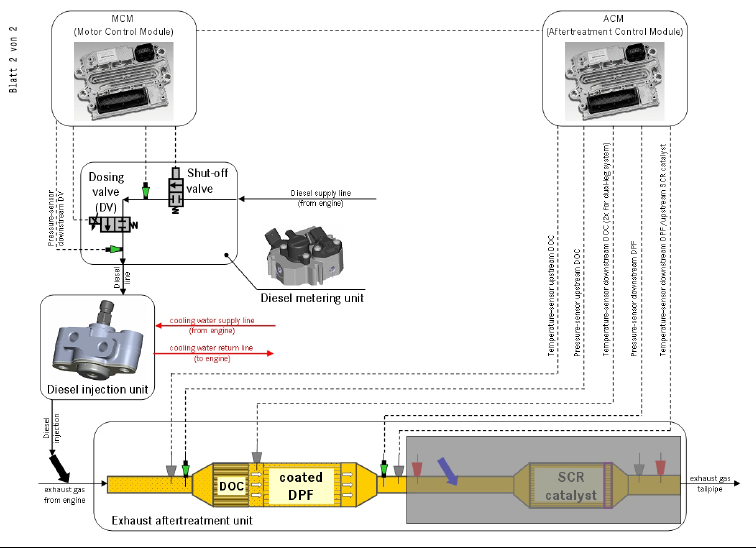 Blatt 2 von 2
MCM
(Motor Control Module)
ACM
(Aftertreatment Control Module)
Dosing
valve
(DV)
Shut-off
valve
Diesel supply line
(from engine)
Pressure-sensor
downstream DV
Diesel
line
Diesel metering unit
cooling water supply line
(from engine)
cooling water return line
(to engine)
Diesel injection unit
Temperature-sensor upstream DOC
Pressure-sensor upstream DOC
Temperature-sensor downstream DOC (2x for dual-leg system)
Pressure-sensor downstream DPF
Temperature-sensor downstream DPF/upstream SCR catalyst
Diesel
injection
exhaust gas
from engine
DOC
coated
DPF
SCR
catalyst
exhaust gas
tailpipe
Exhaust aftertreatment unit